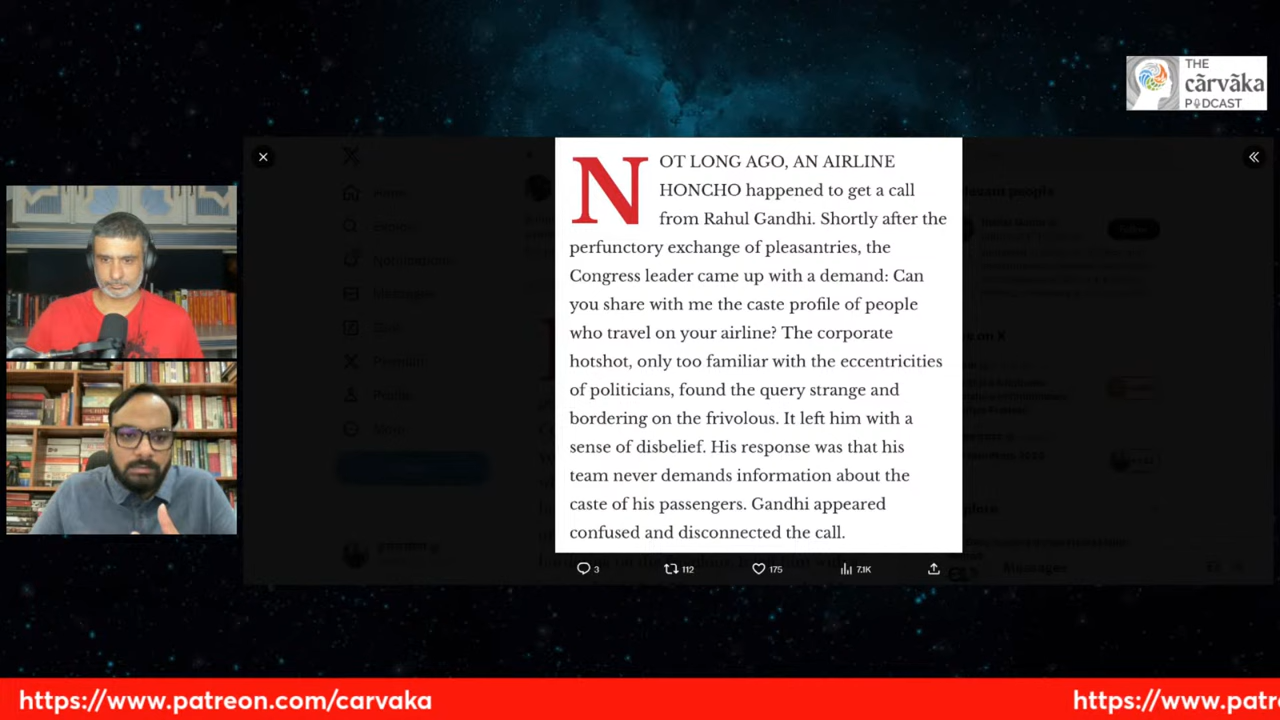 THE
cārvāka
PODCAST
NOT LONG AGO, AN AIRLINE
HONCHO happened to get a call
from Rahul Gandhi. Shortly after the
perfunctory exchange of pleasantries, the
Congress leader came up with a demand: Can
you share with me the caste profile of people
who travel on your airline? The corporate
hotshot, only too familiar with the eccentricities
of politicians, found the query strange and
bordering on the frivolous. It left him with a
sense of disbelief. His response was that his
team never demands information about the
caste of his passengers. Gandhi appeared
confused and disconnected the call.
3 112 175 7.1K
https://www.patreon.com/carvaka
https://www.patr